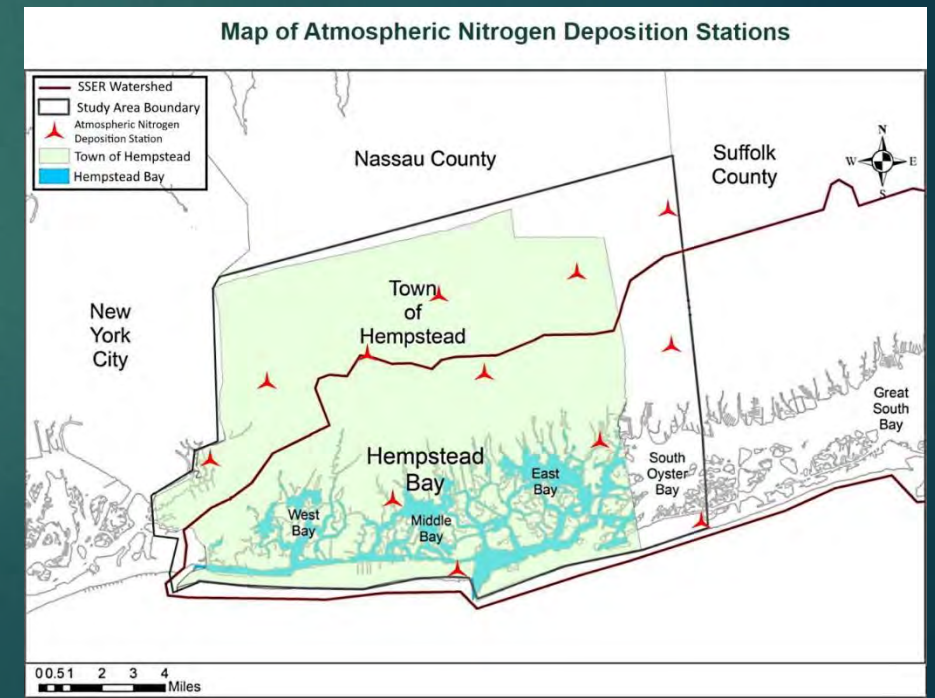 Map of Atmospheric Nitrogen Deposition Stations
SSER Watershed
Study Area Boundary
Atmospheric Nitrogen
Deposition Station
Town of Hempstead
Hempstead Bay
Nassau County
Suffolk
County
N
W E
S
New
York
City
Town
of
Hempstead
Great
South
Bay
Hempstead
Bay
South
Oyster
Bay
East
Bay
West
Bay
Middle
Bay
0 0.5 1 2 3 4
Miles